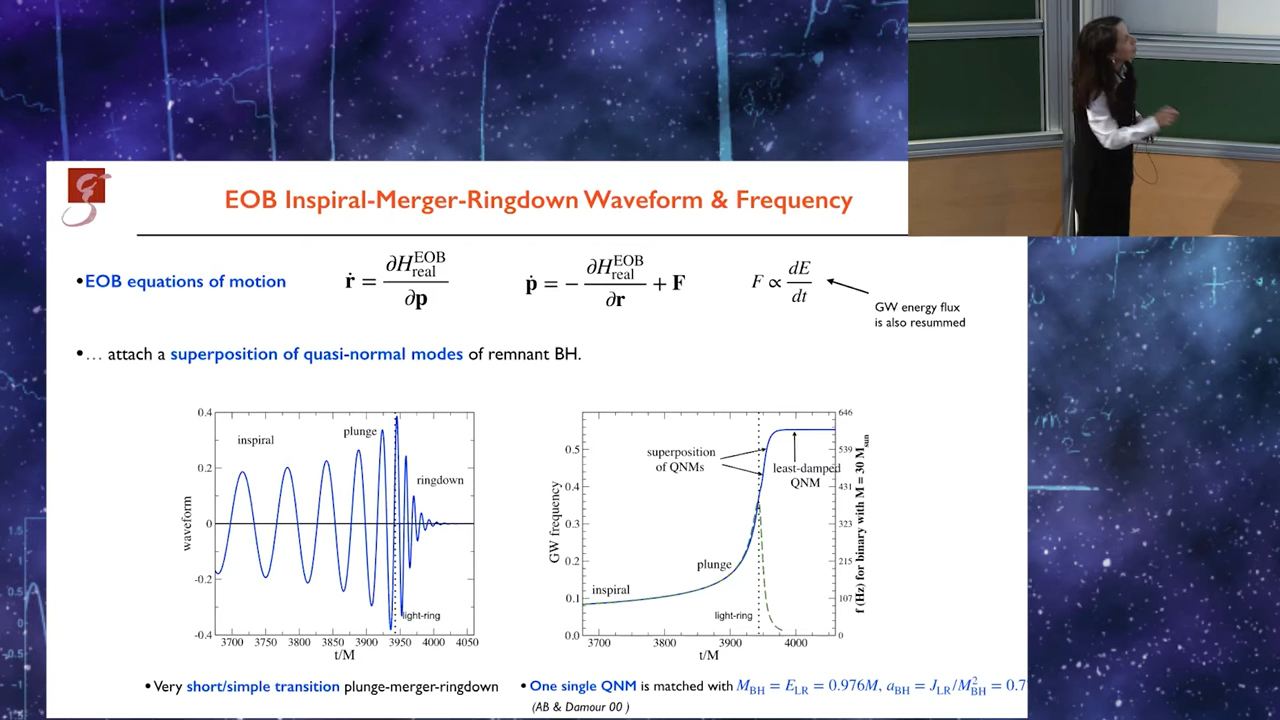 EOB Inspiral-Merger-Ringdown Waveform & Frequency
•EOB equations of motion
ṙ = ∂H_real^EOB / ∂p
ṗ = − ∂H_real^EOB / ∂r + F
F ∝ dE/dt
GW energy flux
is also resummed
•… attach a superposition of quasi-normal modes of remnant BH.
0.4
0.2
0
-0.2
-0.4
waveform
inspiral
plunge
ringdown
light-ring
3700 3750 3800 3850 3900 3950 4000 4050
t/M
0.5
0.4
0.3
0.2
0.1
0.0
GW frequency
superposition
of QNMs
least-damped
QNM
plunge
inspiral
light-ring
3700 3800 3900 4000
t/M
646
539
431
323
215
107
0
f (Hz) for binary with M = 30 M_sun
•Very short/simple transition plunge-merger-ringdown
•One single QNM is matched with M_BH = E_LR = 0.976M, a_BH = J_LR/M_BH^2 = 0.7
(AB & Damour 00 )